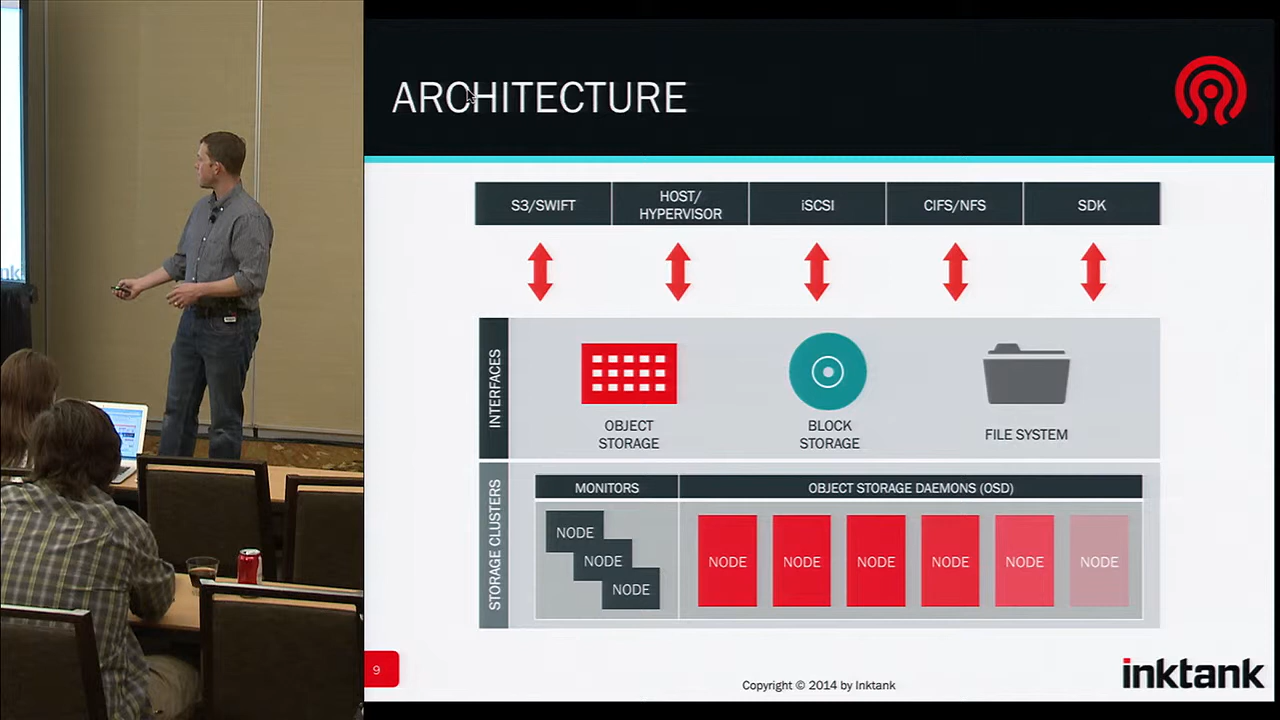 ARCHITECTURE
S3/SWIFT
HOST/
HYPERVISOR
iSCSI
CIFS/NFS
SDK
INTERFACES
OBJECT
STORAGE
BLOCK
STORAGE
FILE SYSTEM
STORAGE CLUSTERS
MONITORS
OBJECT STORAGE DAEMONS (OSD)
NODE
NODE
NODE
NODE
NODE
NODE
NODE
NODE
NODE
9
Copyright © 2014 by Inktank
inktank
nk